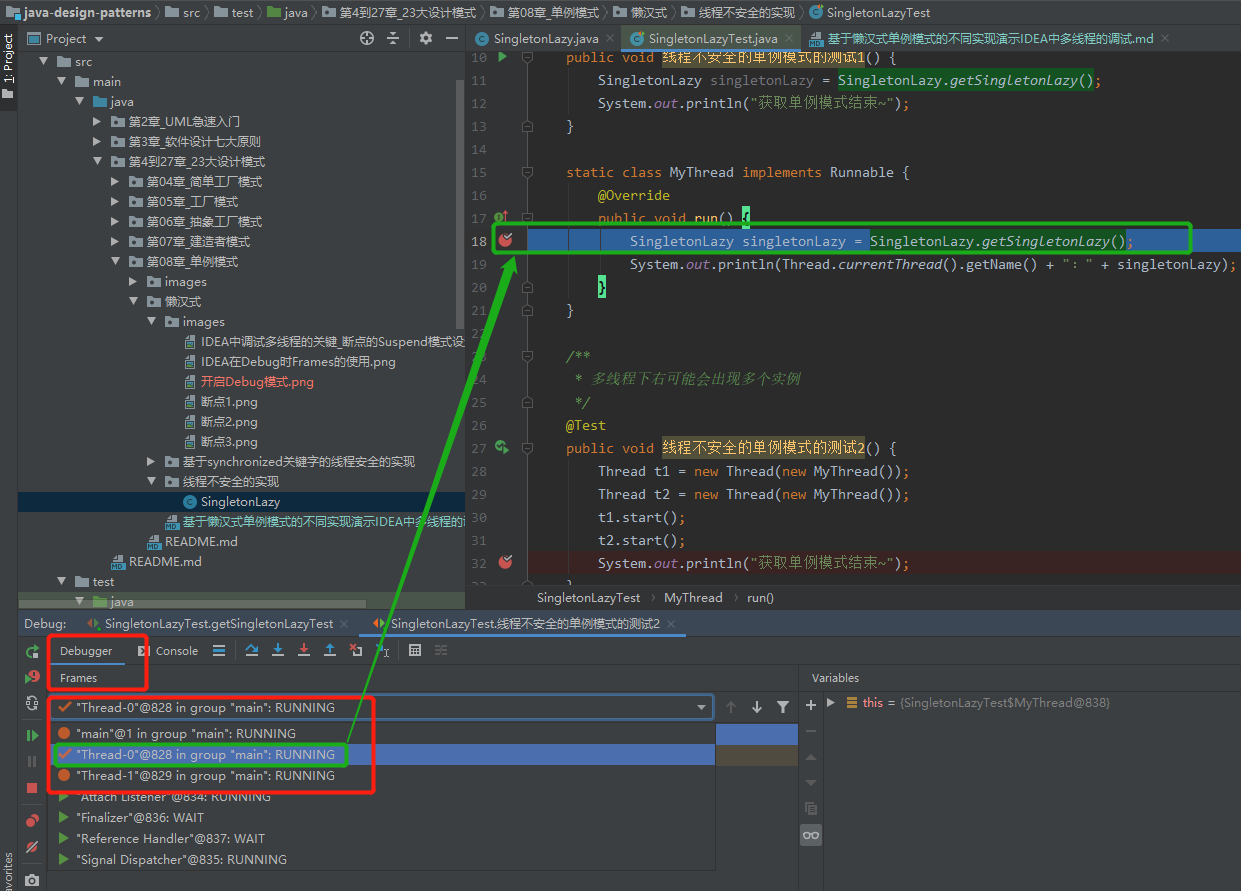 java-design-patterns 〉 src 〉 test 〉 java 〉 第4到27章_23大设计模式 〉 第08章_单例模式 〉 懒汉式 〉 线程不安全的实现 〉 SingletonLazyTest
1: Project
Project
SingletonLazy.java
SingletonLazyTest.java
基于懒汉式单例模式的不同实现演示IDEA中多线程的调试.md
src
main
java
第2章_UML急速入门
第3章_软件设计七大原则
第4到27章_23大设计模式
第04章_简单工厂模式
第05章_工厂模式
第06章_抽象工厂模式
第07章_建造者模式
第08章_单例模式
images
懒汉式
images
IDEA中调试多线程的关键_断点的Suspend模式设
IDEA在Debug时Frames的使用.png
开启Debug模式.png
断点1.png
断点2.png
断点3.png
基于synchronized关键字的线程安全的实现
线程不安全的实现
SingletonLazy
基于懒汉式单例模式的不同实现演示IDEA中多线程的
README.md
README.md
test
java
10 public void 线程不安全的单例模式的测试1() {
11 SingletonLazy singletonLazy = SingletonLazy.getSingletonLazy();
12 System.out.println("获取单例模式结束~");
13 }
14
15 static class MyThread implements Runnable {
16 @Override
17 public void run() {
18 SingletonLazy singletonLazy = SingletonLazy.getSingletonLazy();
19 System.out.println(Thread.currentThread().getName() + ": " + singletonLazy);
20 }
21 }
22
23 /**
24 * 多线程下右可能会出现多个实例
25 */
26 @Test
27 public void 线程不安全的单例模式的测试2() {
28 Thread t1 = new Thread(new MyThread());
29 Thread t2 = new Thread(new MyThread());
30 t1.start();
31 t2.start();
32 System.out.println("获取单例模式结束~");
}
SingletonLazyTest 〉 MyThread 〉 run()
Debug:
SingletonLazyTest.getSingletonLazyTest
SingletonLazyTest.线程不安全的单例模式的测试2
Debugger
Console
Frames
Variables
"Thread-0"@828 in group "main": RUNNING
"main"@1 in group "main": RUNNING
"Thread-0"@828 in group "main": RUNNING
"Thread-1"@829 in group "main": RUNNING
"Attach Listener"@834: RUNNING
"Finalizer"@836: WAIT
"Reference Handler"@837: WAIT
"Signal Dispatcher"@835: RUNNING
this = {SingletonLazyTest$MyThread@838}